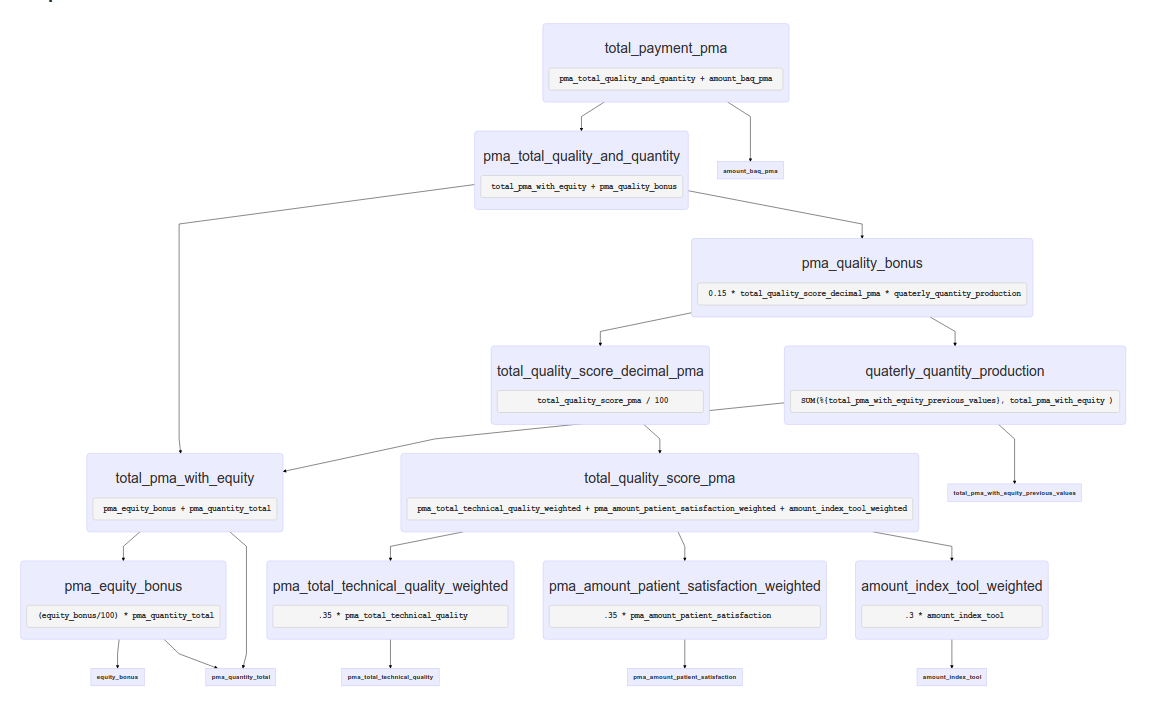 total_payment_pma
pma_total_quality_and_quantity + amount_baq_pma
pma_total_quality_and_quantity
total_pma_with_equity + pma_quality_bonus
amount_baq_pma
pma_quality_bonus
0.15 * total_quality_score_decimal_pma * quaterly_quantity_production
total_quality_score_decimal_pma
total_quality_score_pma / 100
quaterly_quantity_production
SUM(%{total_pma_with_equity_previous_values}, total_pma_with_equity )
total_pma_with_equity
pma_equity_bonus + pma_quantity_total
total_quality_score_pma
pma_total_technical_quality_weighted + pma_amount_patient_satisfaction_weighted + amount_index_tool_weighted
total_pma_with_equity_previous_values
pma_equity_bonus
(equity_bonus/100) * pma_quantity_total
pma_total_technical_quality_weighted
.35 * pma_total_technical_quality
pma_amount_patient_satisfaction_weighted
.35 * pma_amount_patient_satisfaction
amount_index_tool_weighted
.3 * amount_index_tool
equity_bonus
pma_quantity_total
pma_total_technical_quality
pma_amount_patient_satisfaction
amount_index_tool